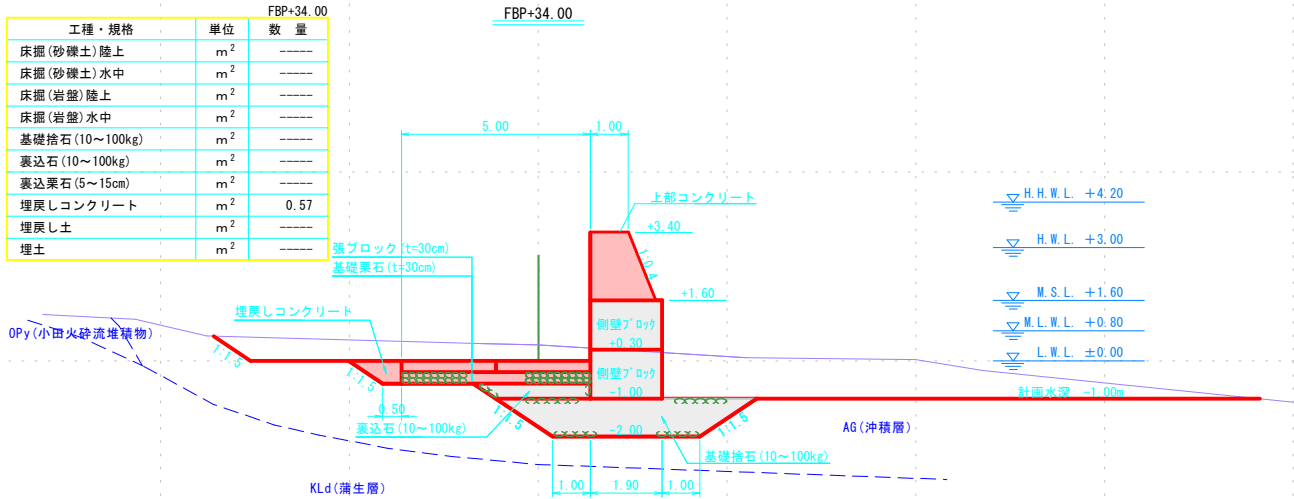 FBP+34.00
FBP+34.00
工種・規格 単位 数 量
床掘(砂礫土)陸上 m² -----
床掘(砂礫土)水中 m² -----
床掘(岩盤)陸上 m² -----
床掘(岩盤)水中 m² -----
基礎捨石(10〜100kg) m² -----
裏込石(10〜100kg) m² -----
裏込栗石(5〜15cm) m² -----
埋戻しコンクリート m² 0.57
埋戻し土 m² -----
埋土 m² -----
5.00
1.00
上部コンクリート
+3.40
1:0.4
張ブロック(t=30cm)
基礎栗石(t=30cm)
+1.60
埋戻しコンクリート
側壁ブロック
+0.30
側壁ブロック
-1.00
OPy(小田火砕流堆積物)
1:1.5
1:1.5
0.50
裏込石(10〜100kg)
1:1.5
-2.00
1:1.5
基礎捨石(10〜100kg)
1.00
1.90
1.00
H.H.W.L. +4.20
H.W.L. +3.00
M.S.L. +1.60
M.L.W.L. +0.80
L.W.L. ±0.00
計画水深 -1.00m
AG(沖積層)
KLd(蒲生層)